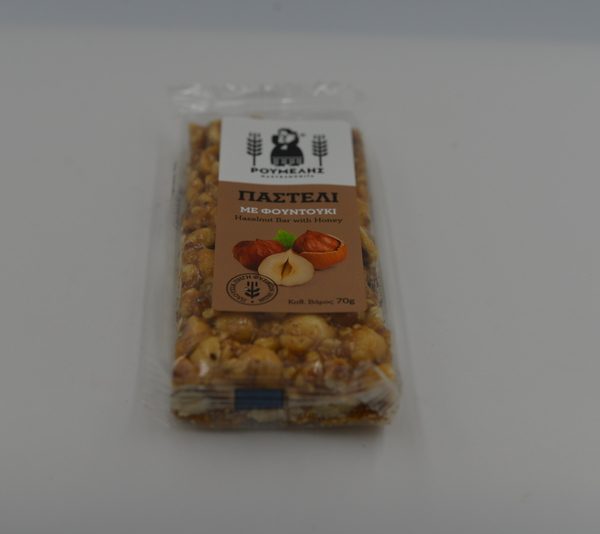 ΡΟΥΜΕΛΗΣ
ΠΑΣΤΕΛΙ
ΜΕ ΦΟΥΝΤΟΥΚΙ
Hazelnut Bar with Honey
Καθ. Βάρος 70g